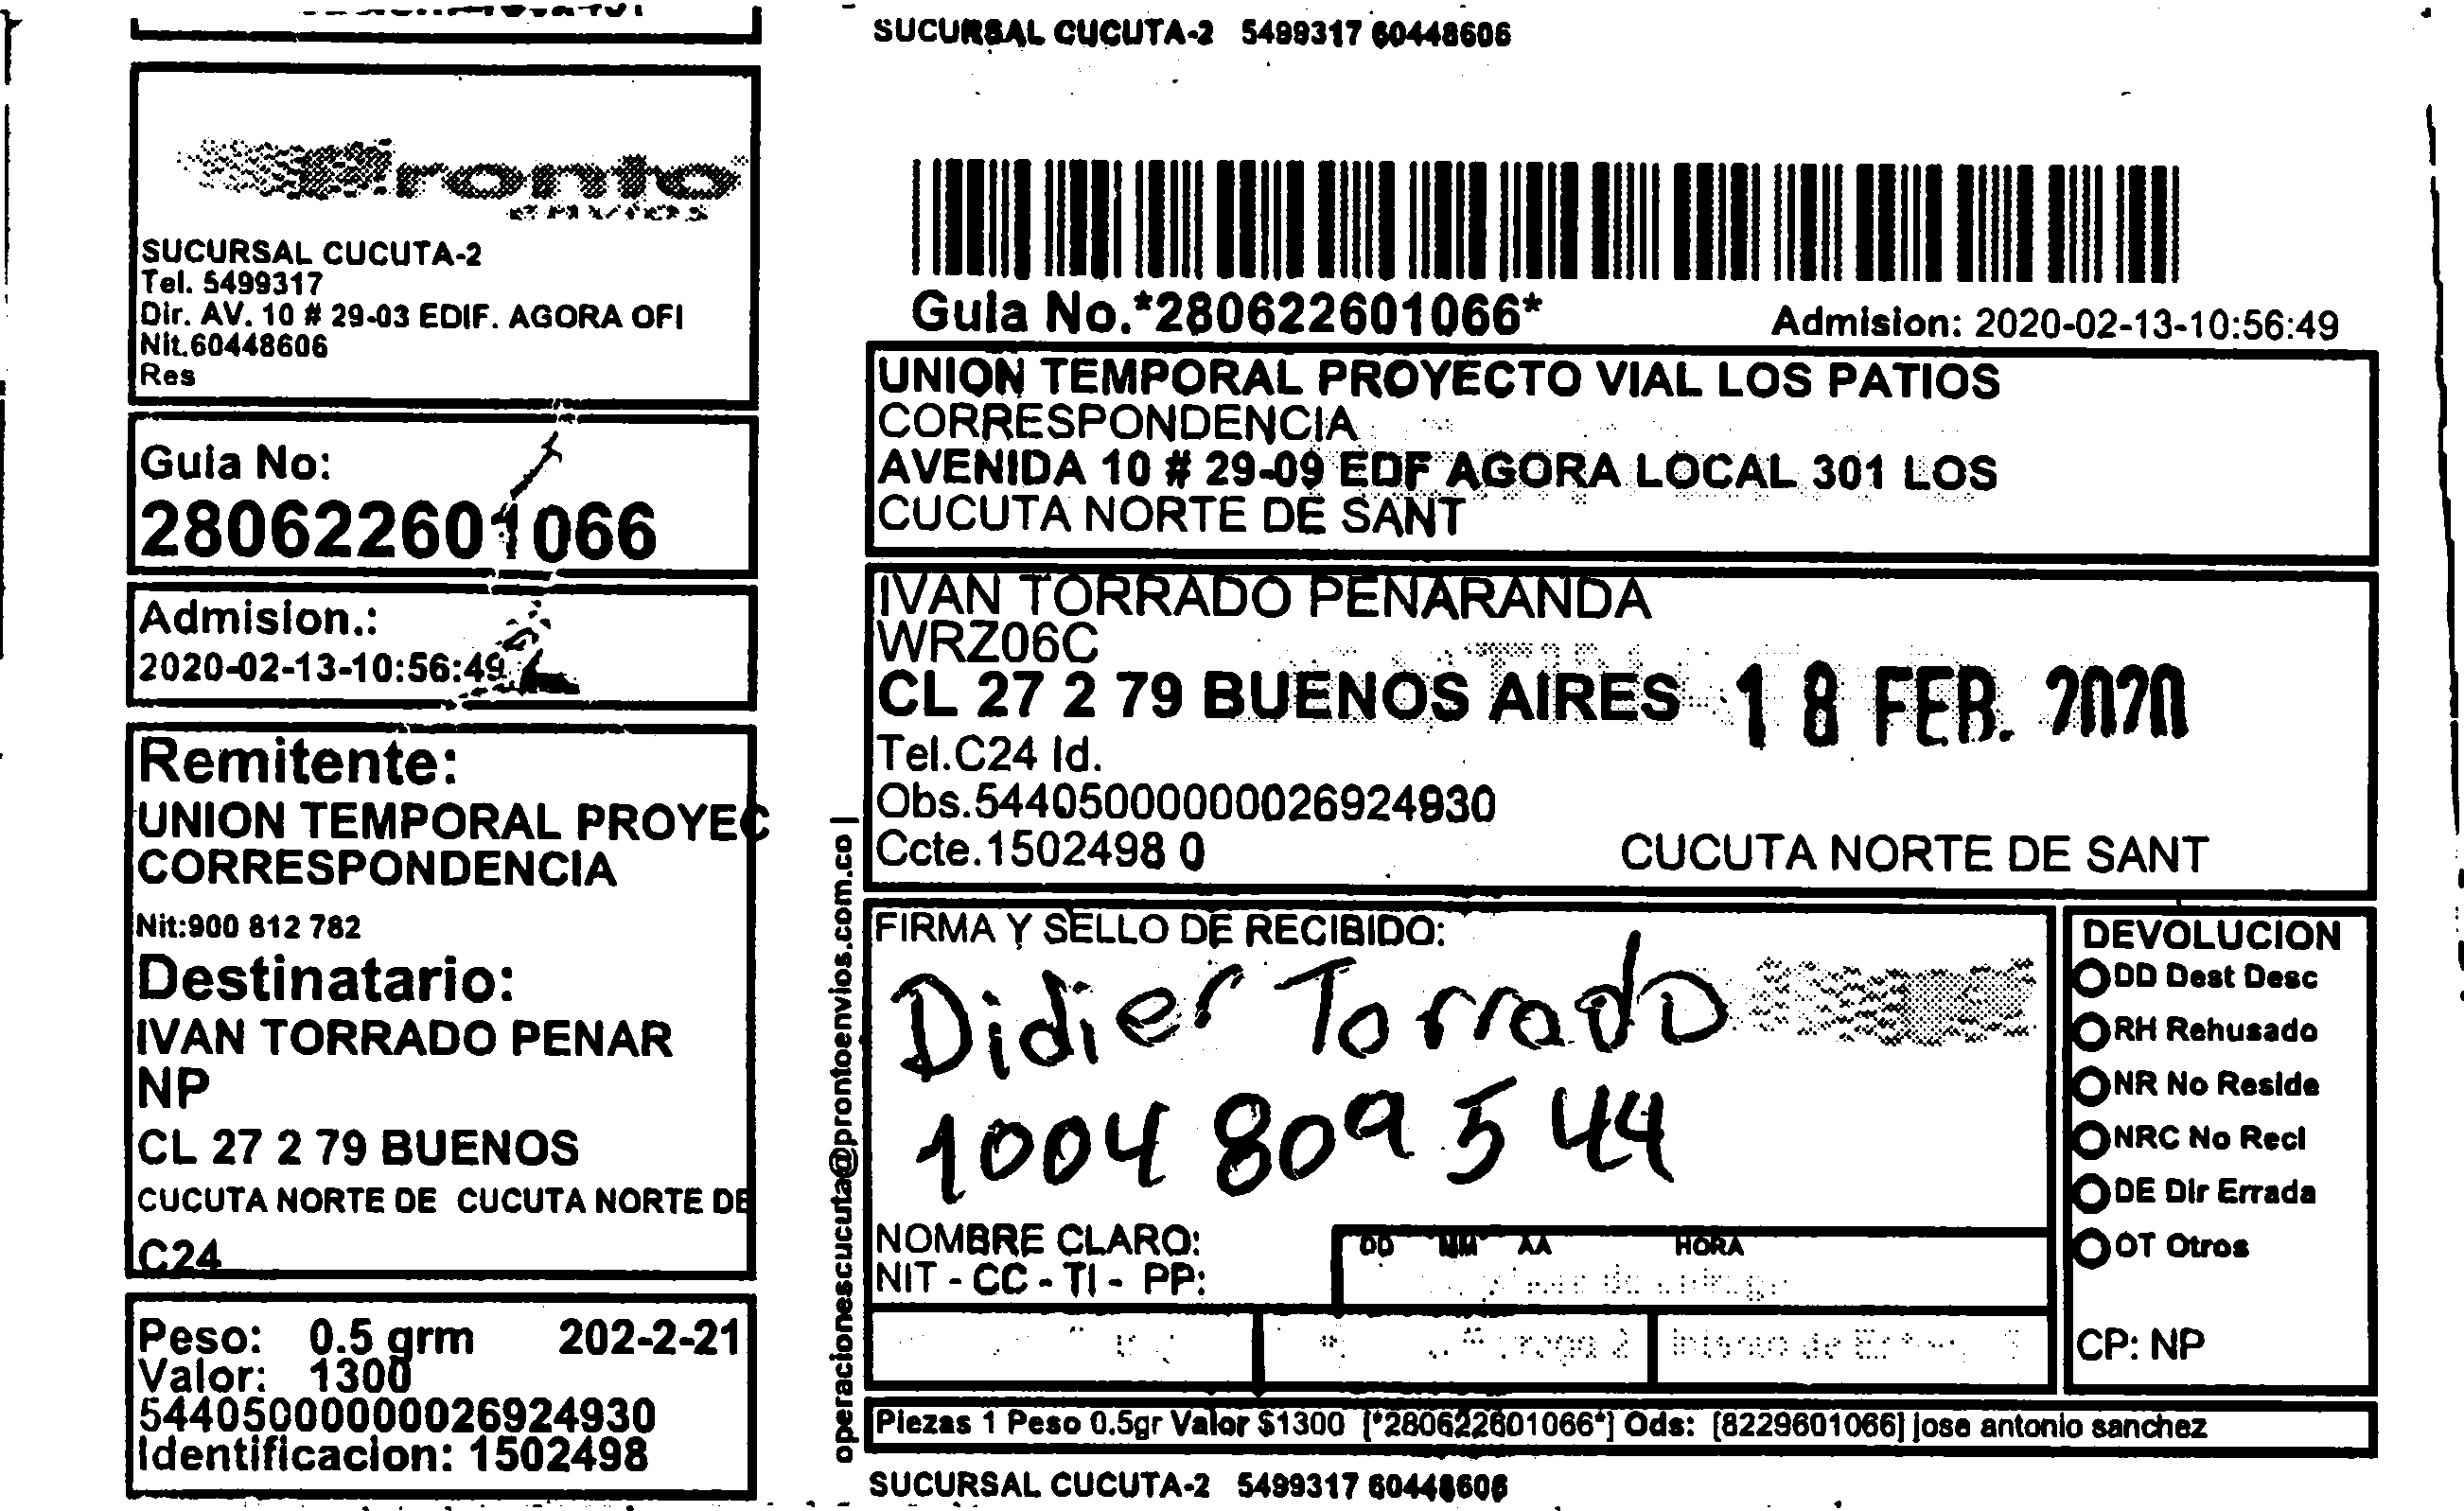 SUCURSAL CUCUTA-2 5499317 60448606
Pronto
envios
SUCURSAL CUCUTA-2
Tel. 5499317
Dir. AV. 10 # 29-03 EDIF. AGORA OFI
Nit.60448606
Res
Guia No:
280622601066
Admision.:
2020-02-13-10:56:49
Remitente:
UNION TEMPORAL PROYEC
CORRESPONDENCIA
Nit:900 812 782
Destinatario:
IVAN TORRADO PENAR
NP
CL 27 2 79 BUENOS
CUCUTA NORTE DE CUCUTA NORTE DE
C24
Peso: 0.5 grm 202-2-21
Valor: 1300
544050000000026924930
Identificacion: 1502498
operacionescucuta@prontoenvios.com.co |
Guia No.*280622601066*
Admision: 2020-02-13-10:56:49
UNION TEMPORAL PROYECTO VIAL LOS PATIOS
CORRESPONDENCIA
AVENIDA 10 # 29-09 EDF AGORA LOCAL 301 LOS
CUCUTA NORTE DE SANT
IVAN TORRADO PENARANDA
WRZ06C
CL 27 2 79 BUENOS AIRES
18 FEB. 2020
Tel.C24 Id.
Obs.544050000000026924930
Ccte.1502498 0
CUCUTA NORTE DE SANT
FIRMA Y SELLO DE RECIBIDO:
Didier Torrado
1004809544
NOMBRE CLARO:
NIT - CC - TI - PP:
DD MM AA HORA
DEVOLUCION
DD Dest Desc
RH Rehusado
NR No Reside
NRC No Recl
DE Dir Errada
OT Otros
CP: NP
Piezas 1 Peso 0.5gr Valor $1300 [*280622601066*] Ods: [8229601066] jose antonio sanchez
SUCURSAL CUCUTA-2 5499317 60448606